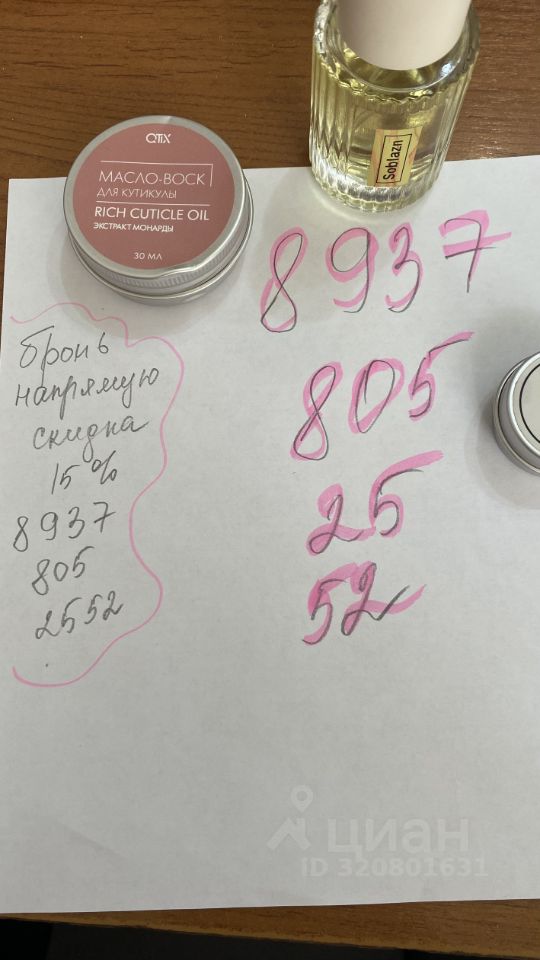 QTIX
МАСЛО-ВОСК
ДЛЯ КУТИКУЛЫ
RICH CUTICLE OIL
ЭКСТРАКТ МОНАРДЫ
30 МЛ
Soblazn
8937
805
25
52
бронь
напрямую
скидка
15 %
8937
805
2552
циан
ID 320801631